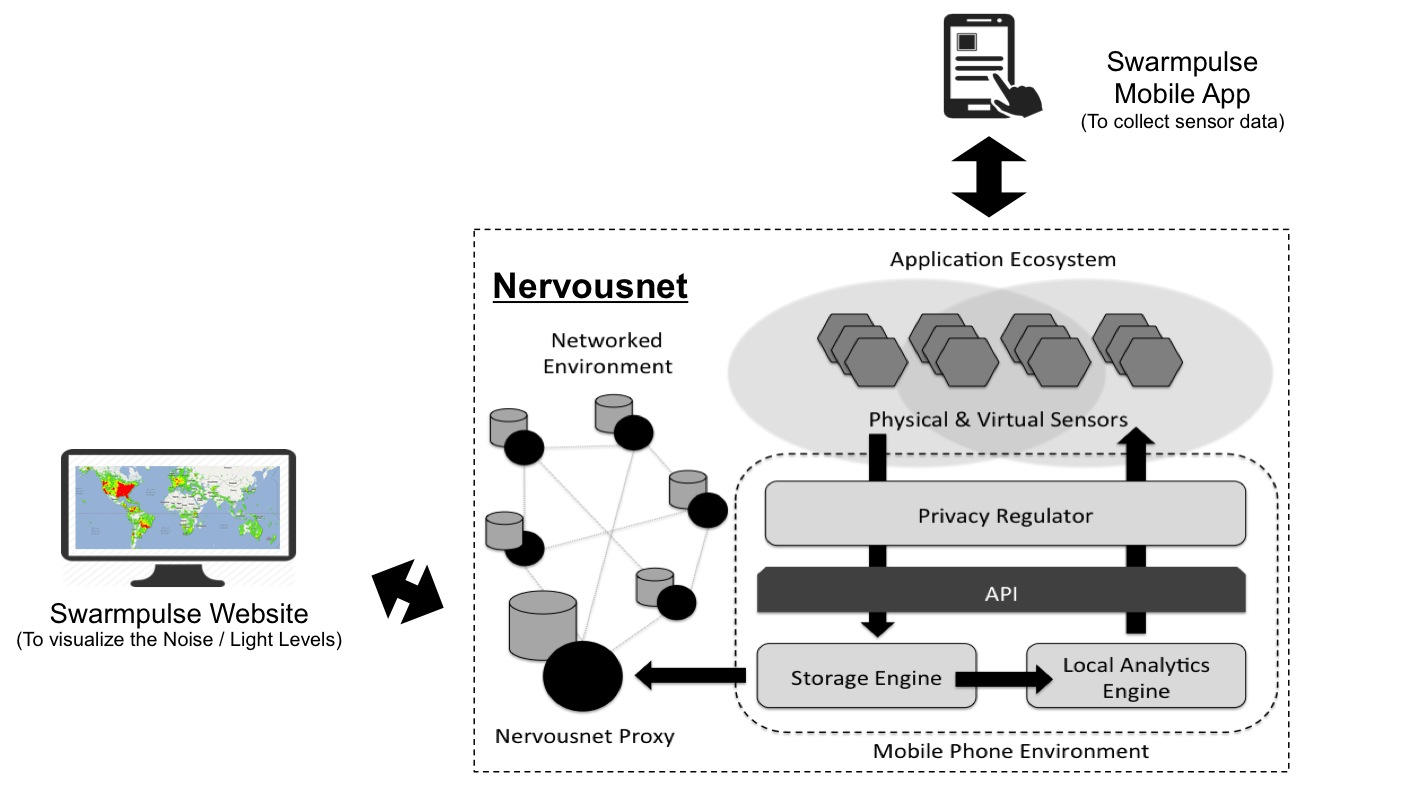 Swarmpulse
Mobile App
(To collect sensor data)
Nervousnet
Application Ecosystem
Networked
Environment
Physical & Virtual Sensors
Privacy Regulator
API
Swarmpulse Website
(To visualize the Noise / Light Levels)
Storage Engine
Local Analytics
Engine
Nervousnet Proxy
Mobile Phone Environment